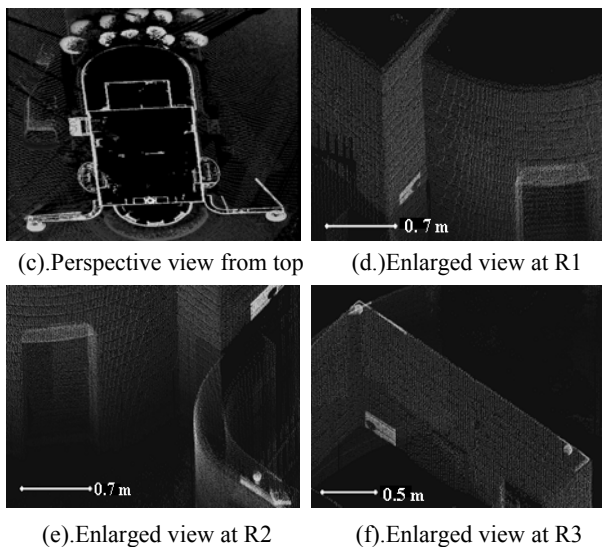 (c).Perspective view from top
0. 7 m
(d.)Enlarged view at R1
0.7 m
(e).Enlarged view at R2
0.5 m
(f).Enlarged view at R3